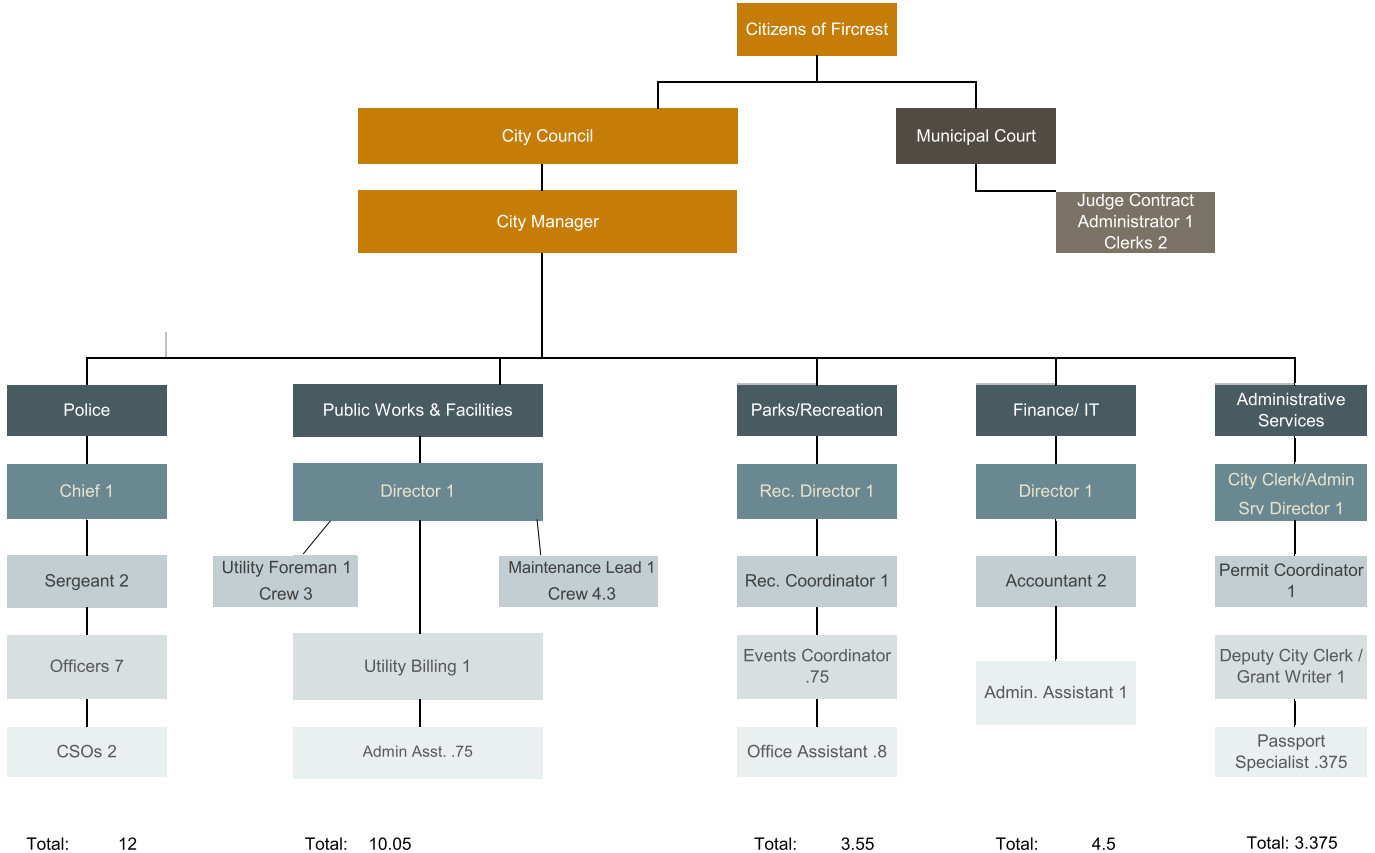 Citizens of Fircrest
City Council
Municipal Court
City Manager
Judge Contract
Administrator 1
Clerks 2
Police
Public Works & Facilities
Parks/Recreation
Finance/ IT
Administrative
Services
Chief 1
Director 1
Rec. Director 1
Director 1
City Clerk/Admin
Srv Director 1
Sergeant 2
Utility Foreman 1
Crew 3
Maintenance Lead 1
Crew 4.3
Rec. Coordinator 1
Accountant 2
Permit Coordinator
1
Officers 7
Utility Billing 1
Events Coordinator
.75
Admin. Assistant 1
Deputy City Clerk /
Grant Writer 1
CSOs 2
Admin Asst. .75
Office Assistant .8
Passport
Specialist .375
Total: 12
Total: 10.05
Total: 3.55
Total: 4.5
Total: 3.375